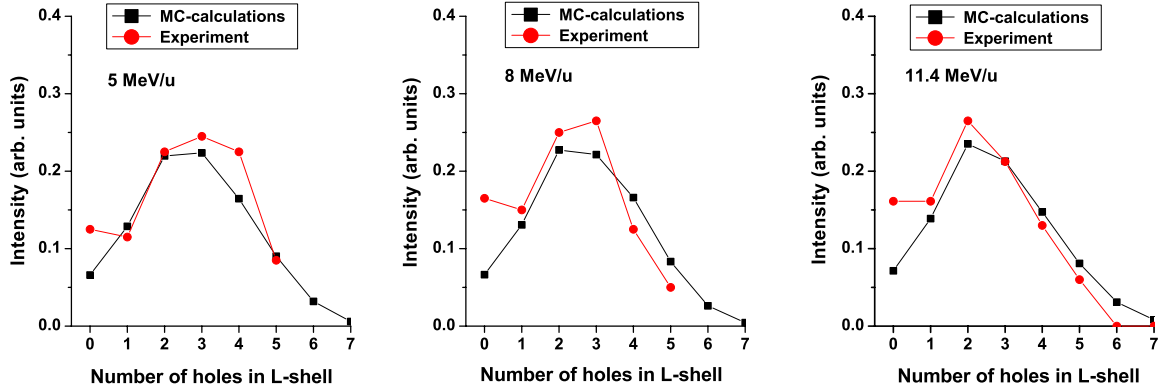 MC-calculations
Experiment
5 MeV/u
Intensity (arb. units)
0.4
0.3
0.2
0.1
0.0
0 1 2 3 4 5 6 7
Number of holes in L-shell
MC-calculations
Experiment
8 MeV/u
Intensity (arb. units)
0.4
0.3
0.2
0.1
0.0
0 1 2 3 4 5 6 7
Number of holes in L-shell
MC-calculations
Experiment
11.4 MeV/u
Intensity (arb. units)
0.4
0.3
0.2
0.1
0.0
0 1 2 3 4 5 6 7
Number of holes in L-shell